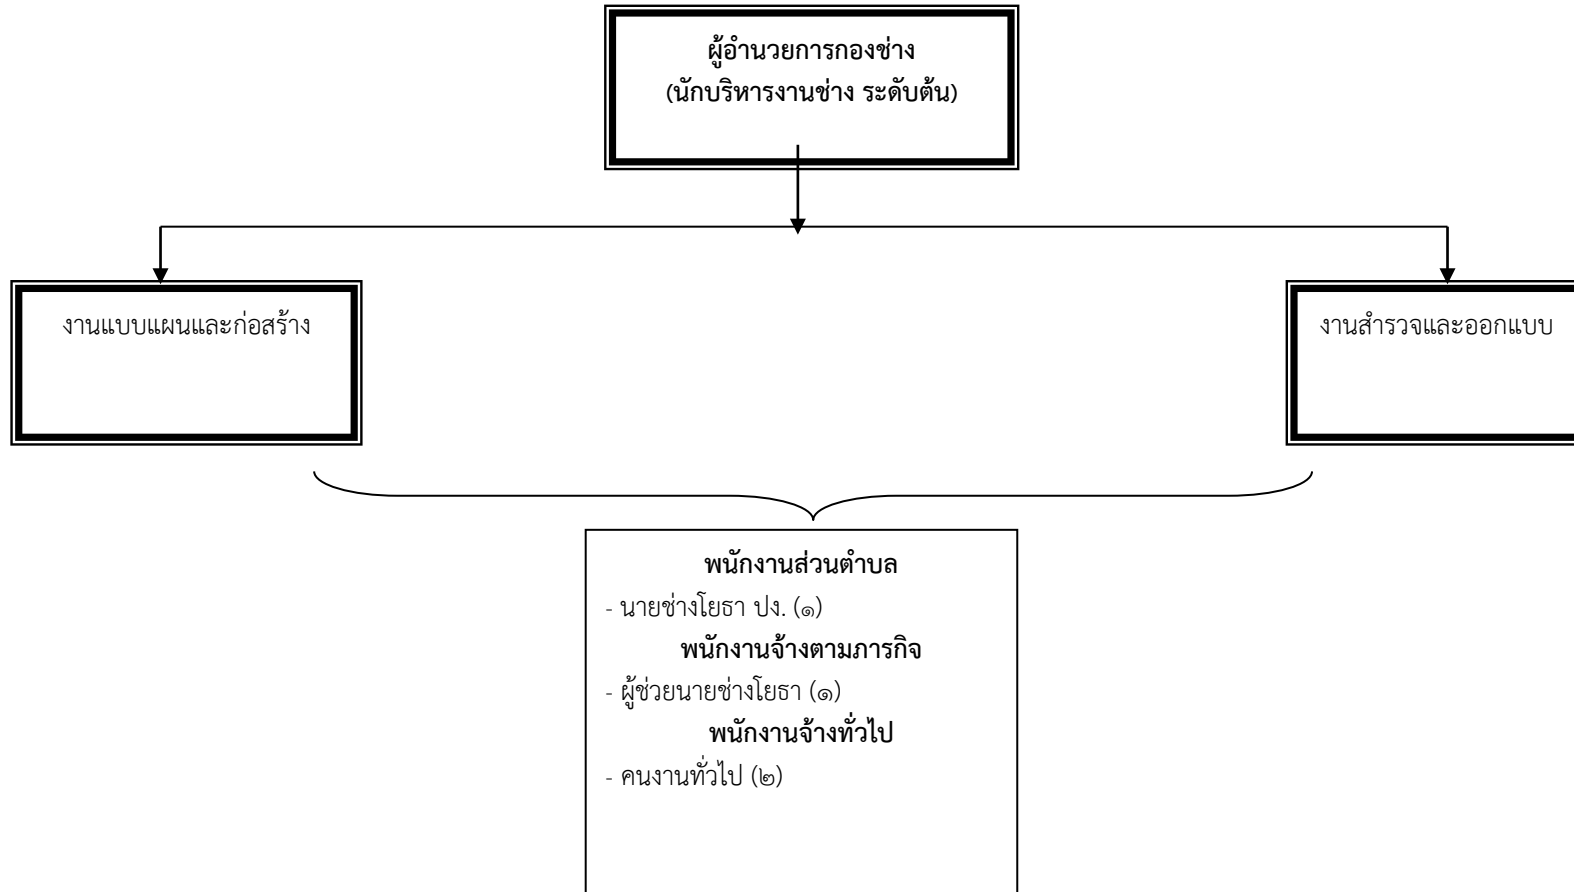 ผู้อำนวยการกองช่าง
(นักบริหารงานช่าง ระดับต้น)
งานแบบแผนและก่อสร้าง
งานสำรวจและออกแบบ
พนักงานส่วนตำบล
- นายช่างโยธา ปง. (๑)
พนักงานจ้างตามภารกิจ
- ผู้ช่วยนายช่างโยธา (๑)
พนักงานจ้างทั่วไป
- คนงานทั่วไป (๒)